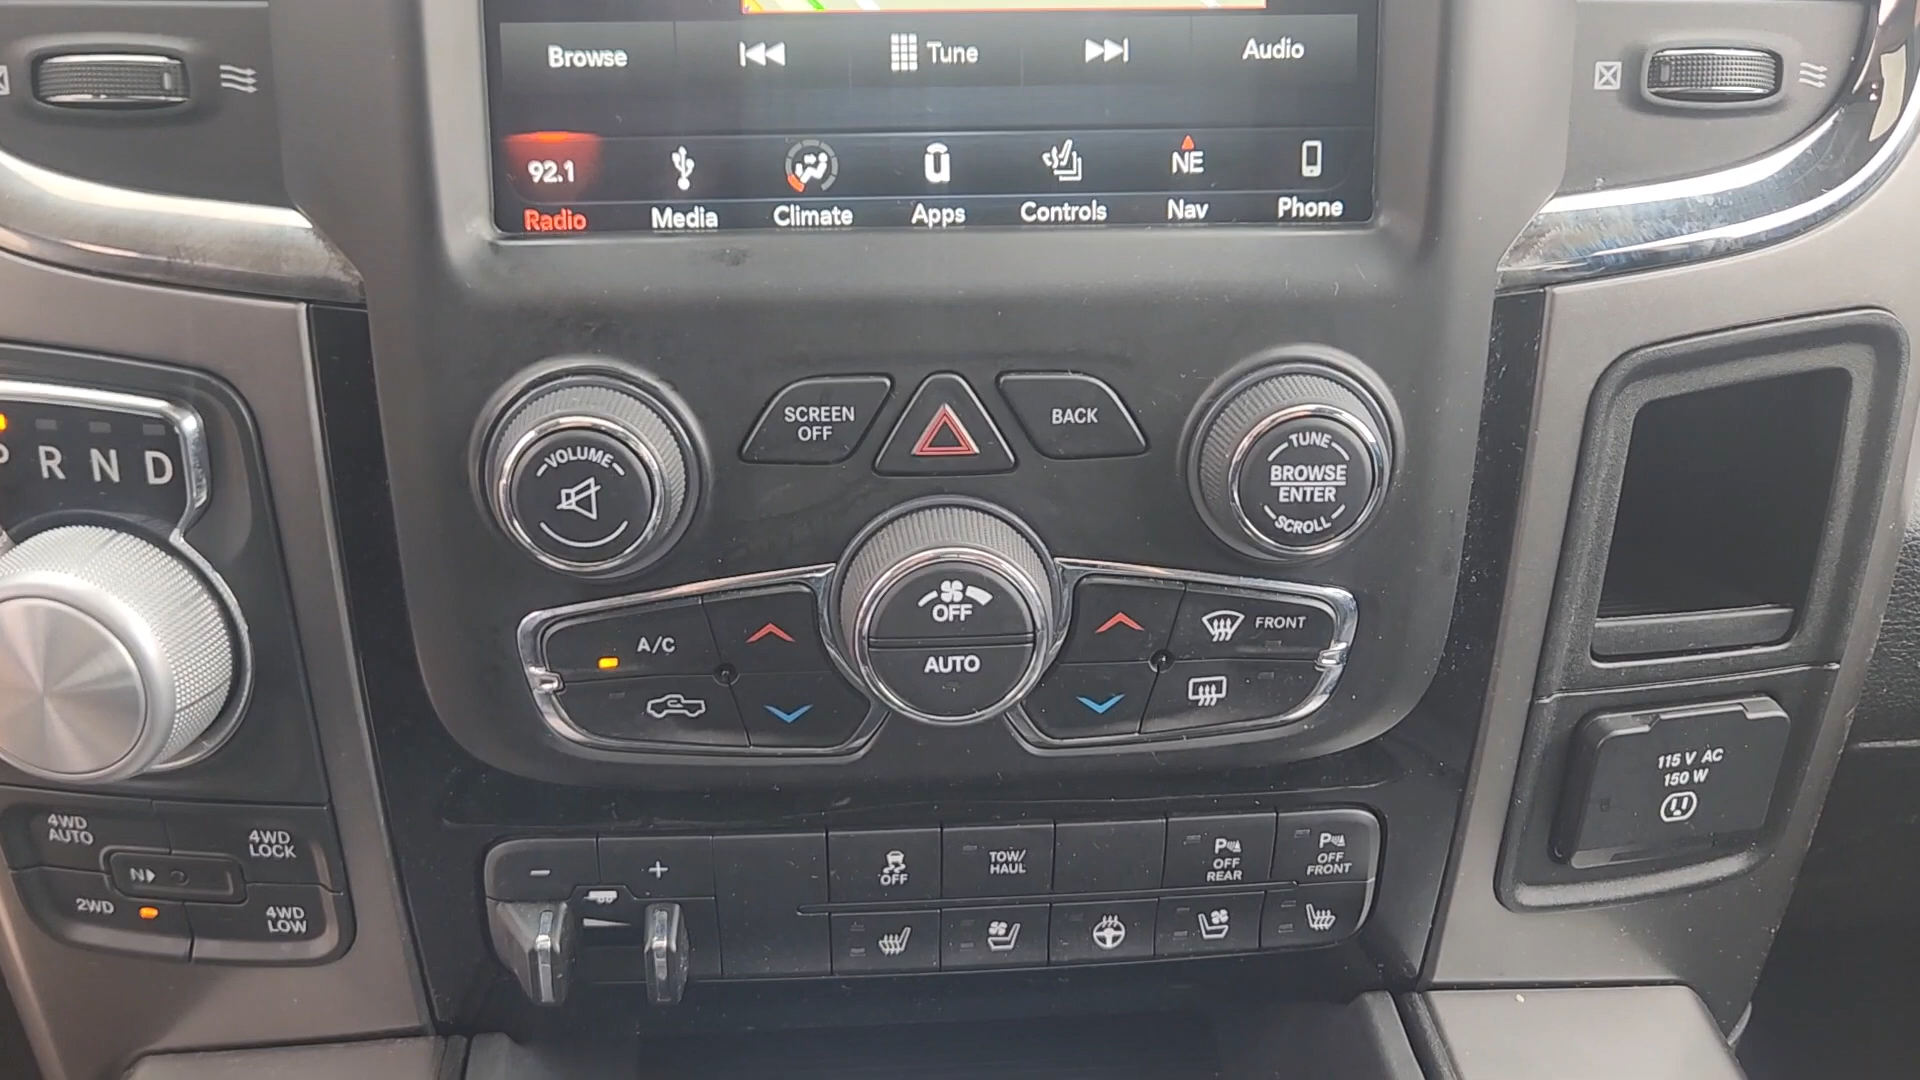 Browse
Tune
Audio
92.1
NE
Radio
Media
Climate
Apps
Controls
Nav
Phone
SCREEN
OFF
BACK
VOLUME
TUNE
BROWSE
ENTER
SCROLL
P R N D
OFF
AUTO
A/C
FRONT
115 V AC
150 W
4WD
AUTO
4WD
LOCK
N
2WD
4WD
LOW
- +
OFF
TOW/
HAUL
P
OFF
REAR
P
OFF
FRONT